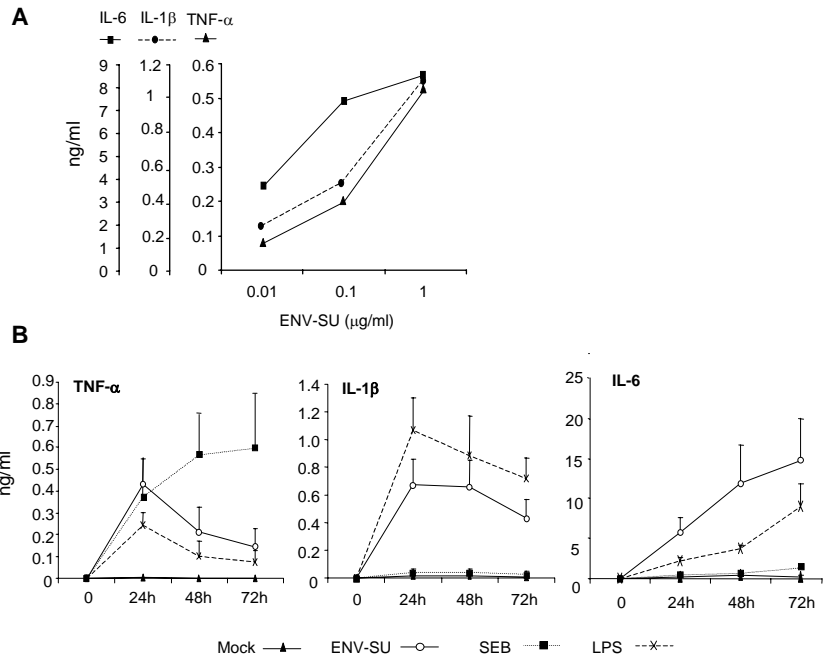 A
IL-6 IL-1β TNF-α
9 1.2 0.6
8 1 0.5
7
6 0.8 0.4
5 0.6 0.3
4
3 0.4 0.2
2 0.2 0.1
1
0 0 0
ng/ml
0.01 0.1 1
ENV-SU (μg/ml)
B
TNF-α
0.9
0.8
0.7
0.6
0.5
0.4
0.3
0.2
0.1
0
ng/ml
0 24h 48h 72h
IL-1β
1.4
1.2
1.0
0.8
0.6
0.4
0.2
0
0 24h 48h 72h
IL-6
25
20
15
10
5
0
0 24h 48h 72h
Mock ENV-SU SEB LPS